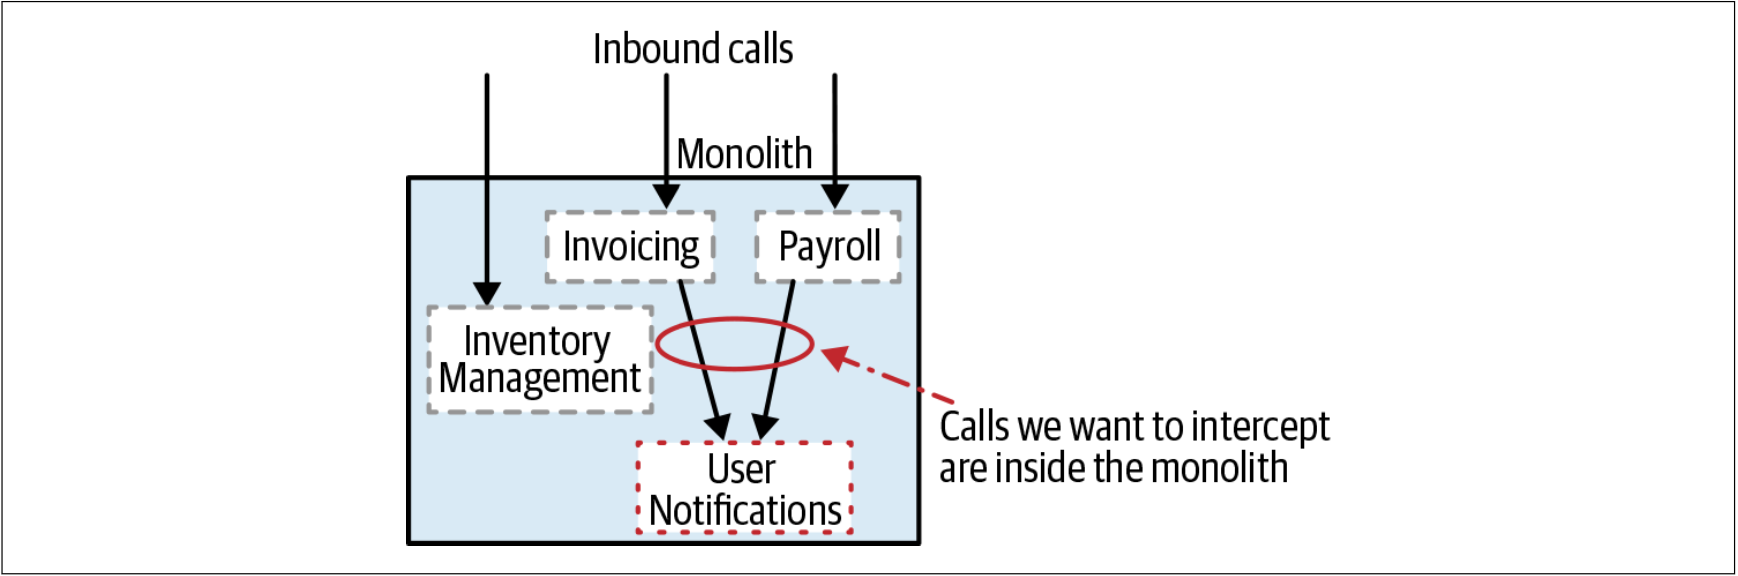 Inbound calls
Monolith
Invoicing
Payroll
Inventory
Management
Calls we want to intercept
are inside the monolith
User
Notifications